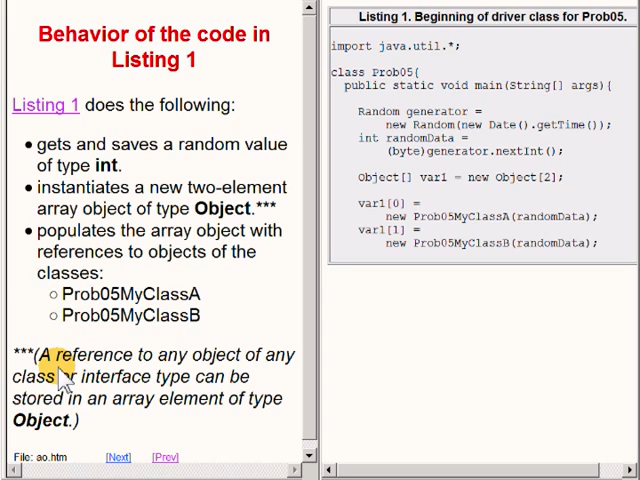 Behavior of the code in
Listing 1
Listing 1 does the following:
gets and saves a random value
of type int.
instantiates a new two-element
array object of type Object.***
populates the array object with
references to objects of the
classes:
Prob05MyClassA
Prob05MyClassB
***(A reference to any object of any
class or interface type can be
stored in an array element of type
Object.)
File: ao.htm [Next] [Prev]
Listing 1. Beginning of driver class for Prob05.
import java.util.*;
class Prob05{
public static void main(String[] args){
Random generator =
new Random(new Date().getTime());
int randomData =
(byte)generator.nextInt();
Object[] var1 = new Object[2];
var1[0] =
new Prob05MyClassA(randomData);
var1[1] =
new Prob05MyClassB(randomData);